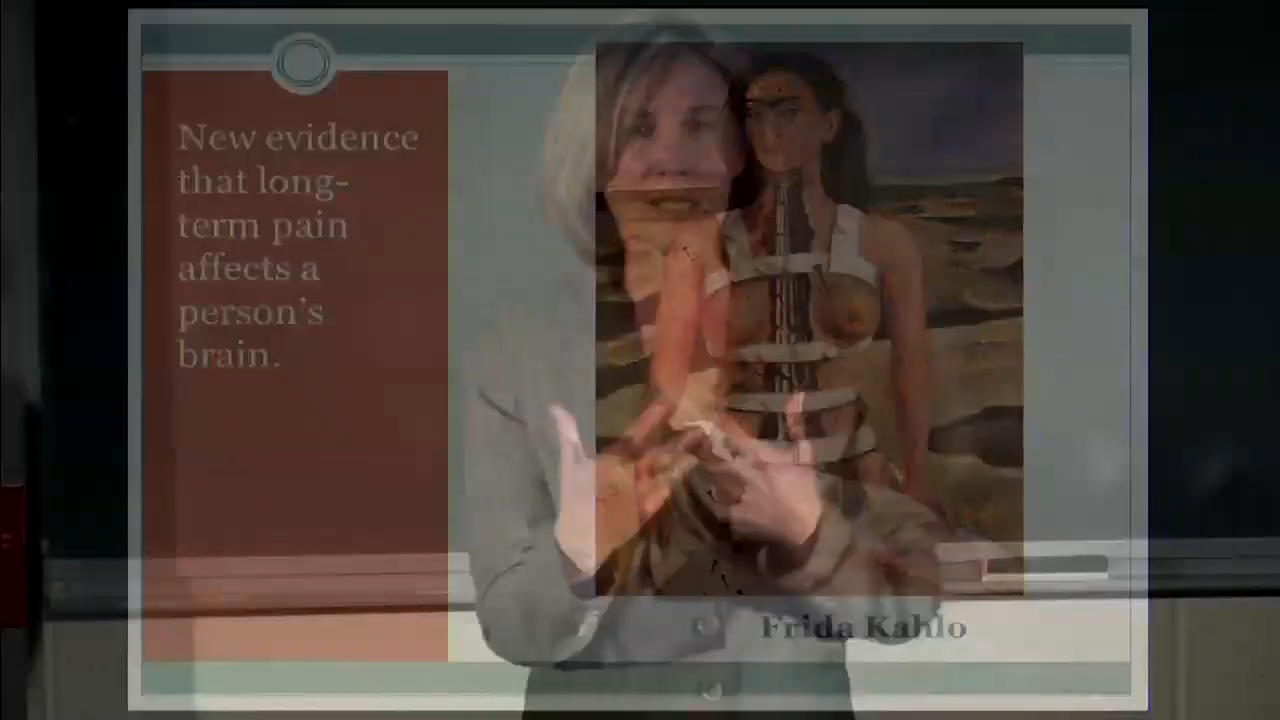 New evidence
that long-
term pain
affects a
person's
brain.
Frida Kahlo